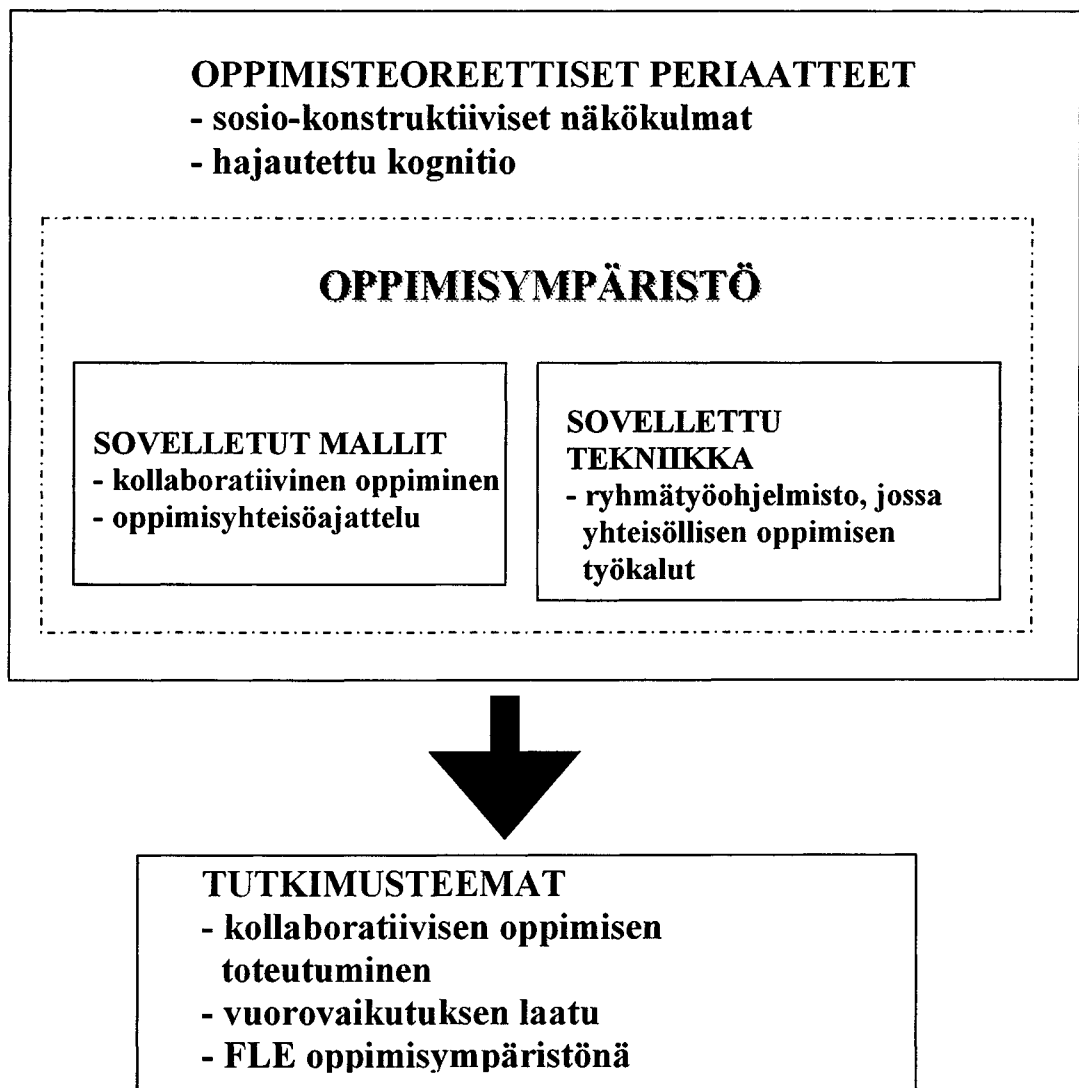 OPPIMISTEOREETTISET PERIAATTEET
- sosio-konstruktiiviset näkökulmat
- hajautettu kognitio
OPPIMISYMPÄRISTÖ
SOVELLETUT MALLIT
- kollaboratiivinen oppiminen
- oppimisyhteisöajattelu
SOVELLETTU
TEKNIIKKA
- ryhmätyöohjelmisto, jossa
yhteisöllisen oppimisen
työkalut
TUTKIMUSTEEMAT
- kollaboratiivisen oppimisen
toteutuminen
- vuorovaikutuksen laatu
- FLE oppimisympäristönä